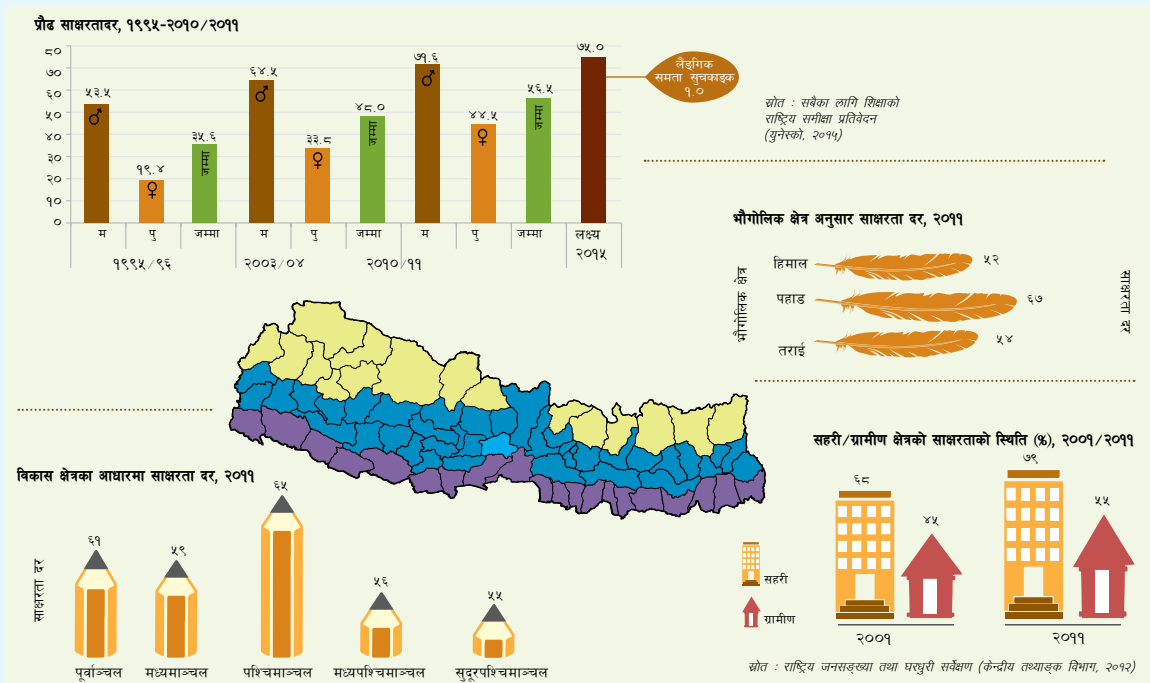 प्रौढ साक्षरतादर, १९९५-२०१०/२०११
८०
७०
६०
५०
४०
३०
२०
१०
०
५३.५
१९.४
३५.६
जम्मा
६४.५
३३.८
४८.०
जम्मा
७१.६
४४.५
५६.५
जम्मा
७५.०
म
पु
जम्मा
म
पु
जम्मा
म
पु
जम्मा
लक्ष्य
२०१५
१९९५/९६
२००३/०४
२०१०/११
लैङ्गिक
समता सुचकाङ्क
१.०
स्रोत : सबैका लागि शिक्षाको
राष्ट्रिय समीक्षा प्रतिवेदन
(युनेस्को, २०१५)
भौगोलिक क्षेत्र अनुसार साक्षरता दर, २०११
भौगोलिक क्षेत्र
हिमाल
५२
पहाड
६७
तराई
५४
साक्षरता दर
विकास क्षेत्रका आधारमा साक्षरता दर, २०११
साक्षरता दर
६१
५९
६५
५६
५५
पूर्वाञ्चल
मध्यमाञ्चल
पश्चिमाञ्चल
मध्यपश्चिमाञ्चल
सुदूरपश्चिमाञ्चल
सहरी/ग्रामीण क्षेत्रको साक्षरताको स्थिति (%), २००१/२०११
६८
४५
७९
५५
सहरी
ग्रामीण
२००१
२०११
स्रोत : राष्ट्रिय जनसङ्ख्या तथा घरधुरी सर्वेक्षण (केन्द्रीय तथ्याङ्क विभाग, २०१२)